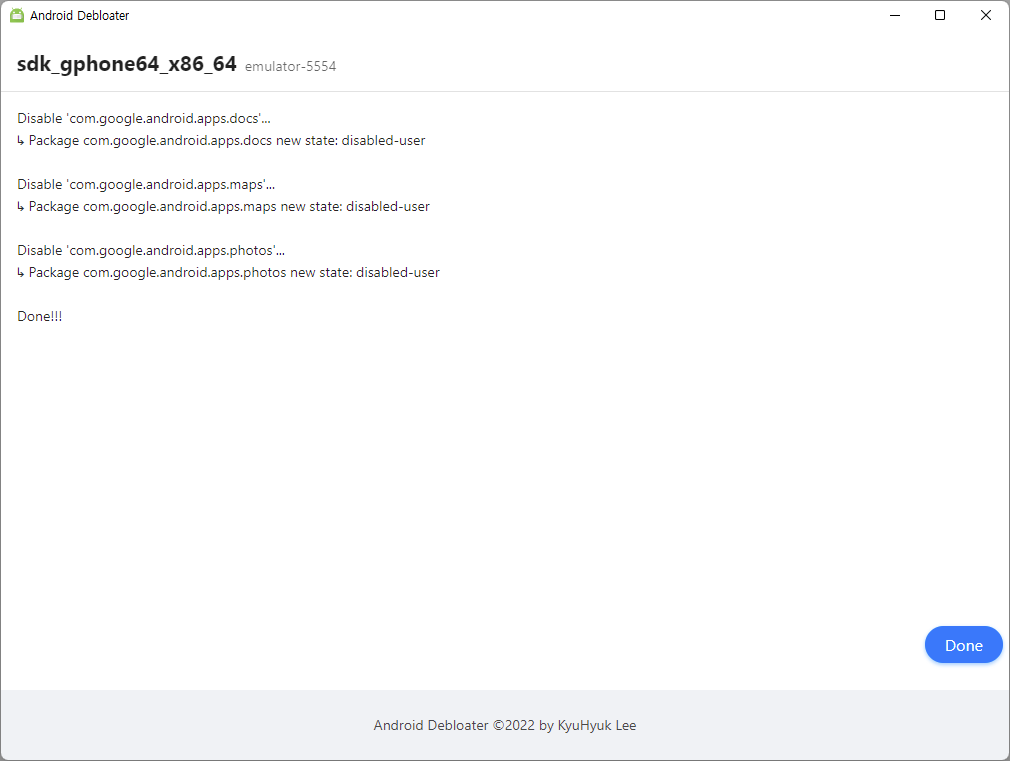 Android Debloater
sdk_gphone64_x86_64 emulator-5554
Disable 'com.google.android.apps.docs'...
↳ Package com.google.android.apps.docs new state: disabled-user
Disable 'com.google.android.apps.maps'...
↳ Package com.google.android.apps.maps new state: disabled-user
Disable 'com.google.android.apps.photos'...
↳ Package com.google.android.apps.photos new state: disabled-user
Done!!!
Done
Android Debloater ©2022 by KyuHyuk Lee